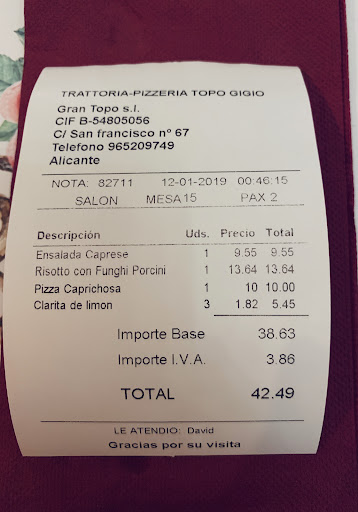 TRATTORIA-PIZZERIA TOPO GIGIO
Gran Topo s.l.
CIF B-54805056
C/ San francisco nº 67
Telefono 965209749
Alicante
NOTA: 82711 12-01-2019 00:46:15
SALON MESA15 PAX 2
Descripción Uds. Precio Total
Ensalada Caprese 1 9.55 9.55
Risotto con Funghi Porcini 1 13.64 13.64
Pizza Caprichosa 1 10 10.00
Clarita de limon 3 1.82 5.45
Importe Base 38.63
Importe I.V.A. 3.86
TOTAL 42.49
LE ATENDIO: David
Gracias por su visita